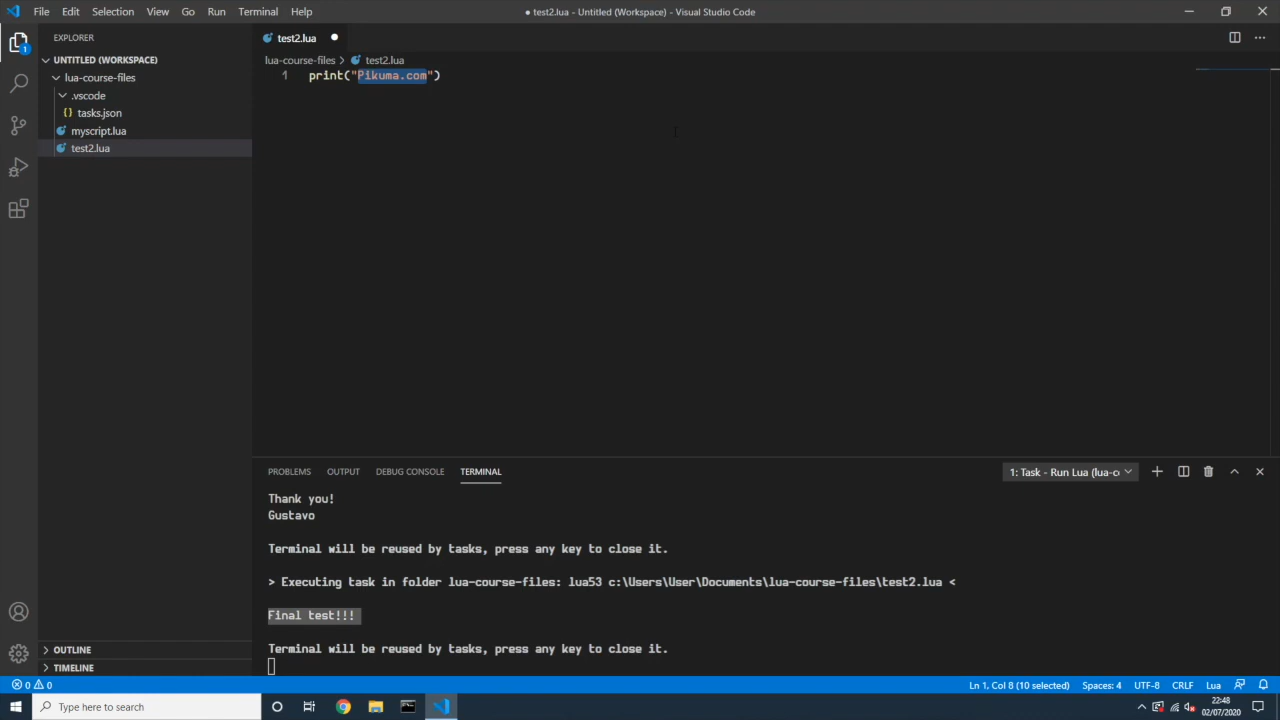 File Edit Selection View Go Run Terminal Help
● test2.lua - Untitled (Workspace) - Visual Studio Code
EXPLORER
UNTITLED (WORKSPACE)
lua-course-files
.vscode
{} tasks.json
myscript.lua
test2.lua
OUTLINE
TIMELINE
1
test2.lua ●
lua-course-files > test2.lua
1 print("Pikuma.com")
PROBLEMS OUTPUT DEBUG CONSOLE TERMINAL
1: Task - Run Lua (lua-c
Thank you!
Gustavo
Terminal will be reused by tasks, press any key to close it.
> Executing task in folder lua-course-files: lua53 c:\Users\User\Documents\lua-course-files\test2.lua <
Final test!!!
Terminal will be reused by tasks, press any key to close it.
0 0
Ln 1, Col 8 (10 selected) Spaces: 4 UTF-8 CRLF Lua
Type here to search
22:48
02/07/2020